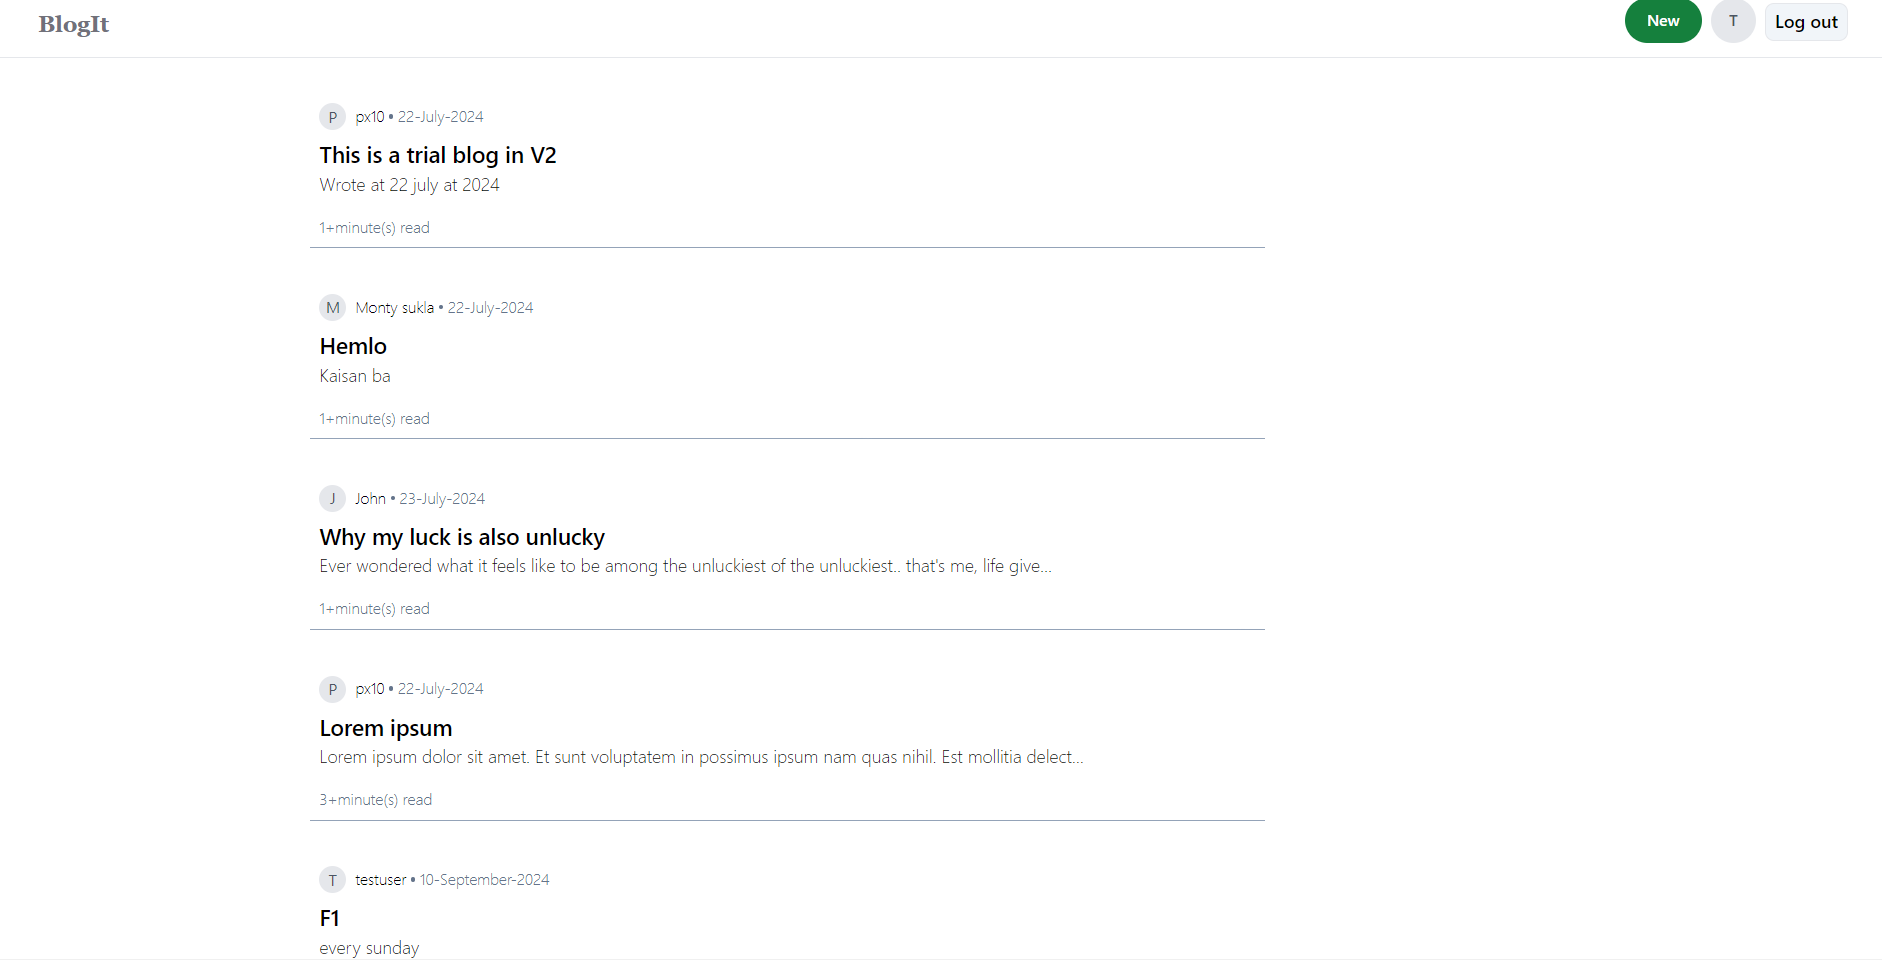 BlogIt
New T Log out
P px10 • 22-July-2024
This is a trial blog in V2
Wrote at 22 july at 2024
1+minute(s) read
M Monty sukla • 22-July-2024
Hemlo
Kaisan ba
1+minute(s) read
J John • 23-July-2024
Why my luck is also unlucky
Ever wondered what it feels like to be among the unluckiest of the unluckiest.. that's me, life give...
1+minute(s) read
P px10 • 22-July-2024
Lorem ipsum
Lorem ipsum dolor sit amet. Et sunt voluptatem in possimus ipsum nam quas nihil. Est mollitia delect...
3+minute(s) read
T testuser • 10-September-2024
F1
every sunday